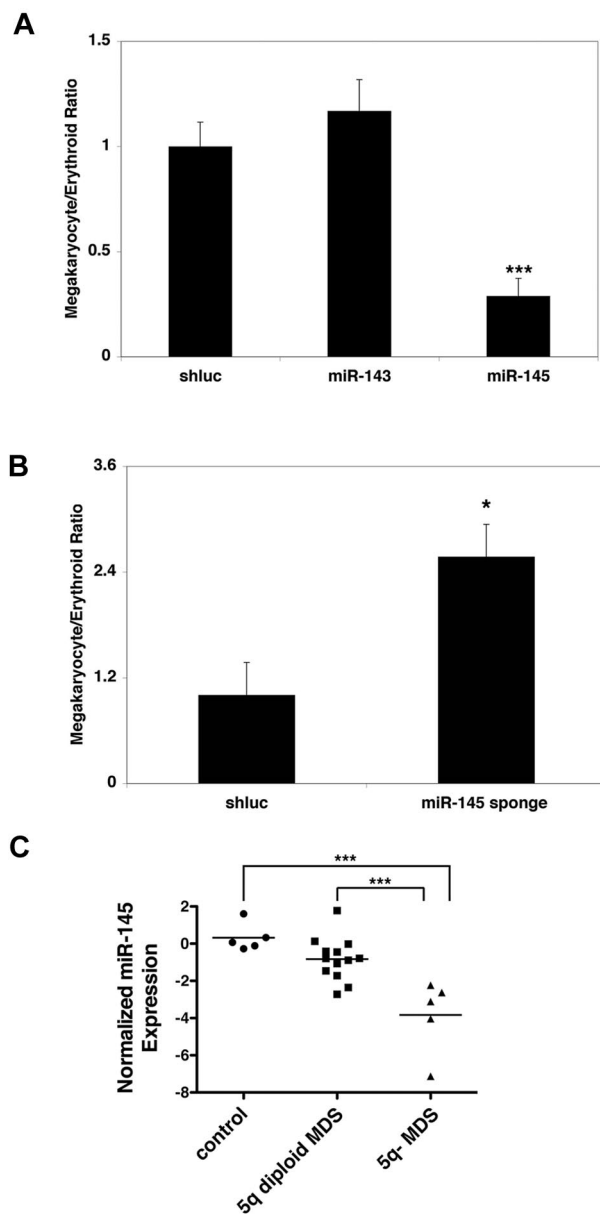 A
Megakaryocyte/Erythroid Ratio
1.5
1
0.5
0
***
shluc
miR-143
miR-145
B
Megakaryocyte/Erythroid Ratio
3.6
2.4
1.2
0
*
shluc
miR-145 sponge
C
***
***
Normalized miR-145
Expression
2
0
-2
-4
-6
-8
control
5q diploid MDS
5q- MDS